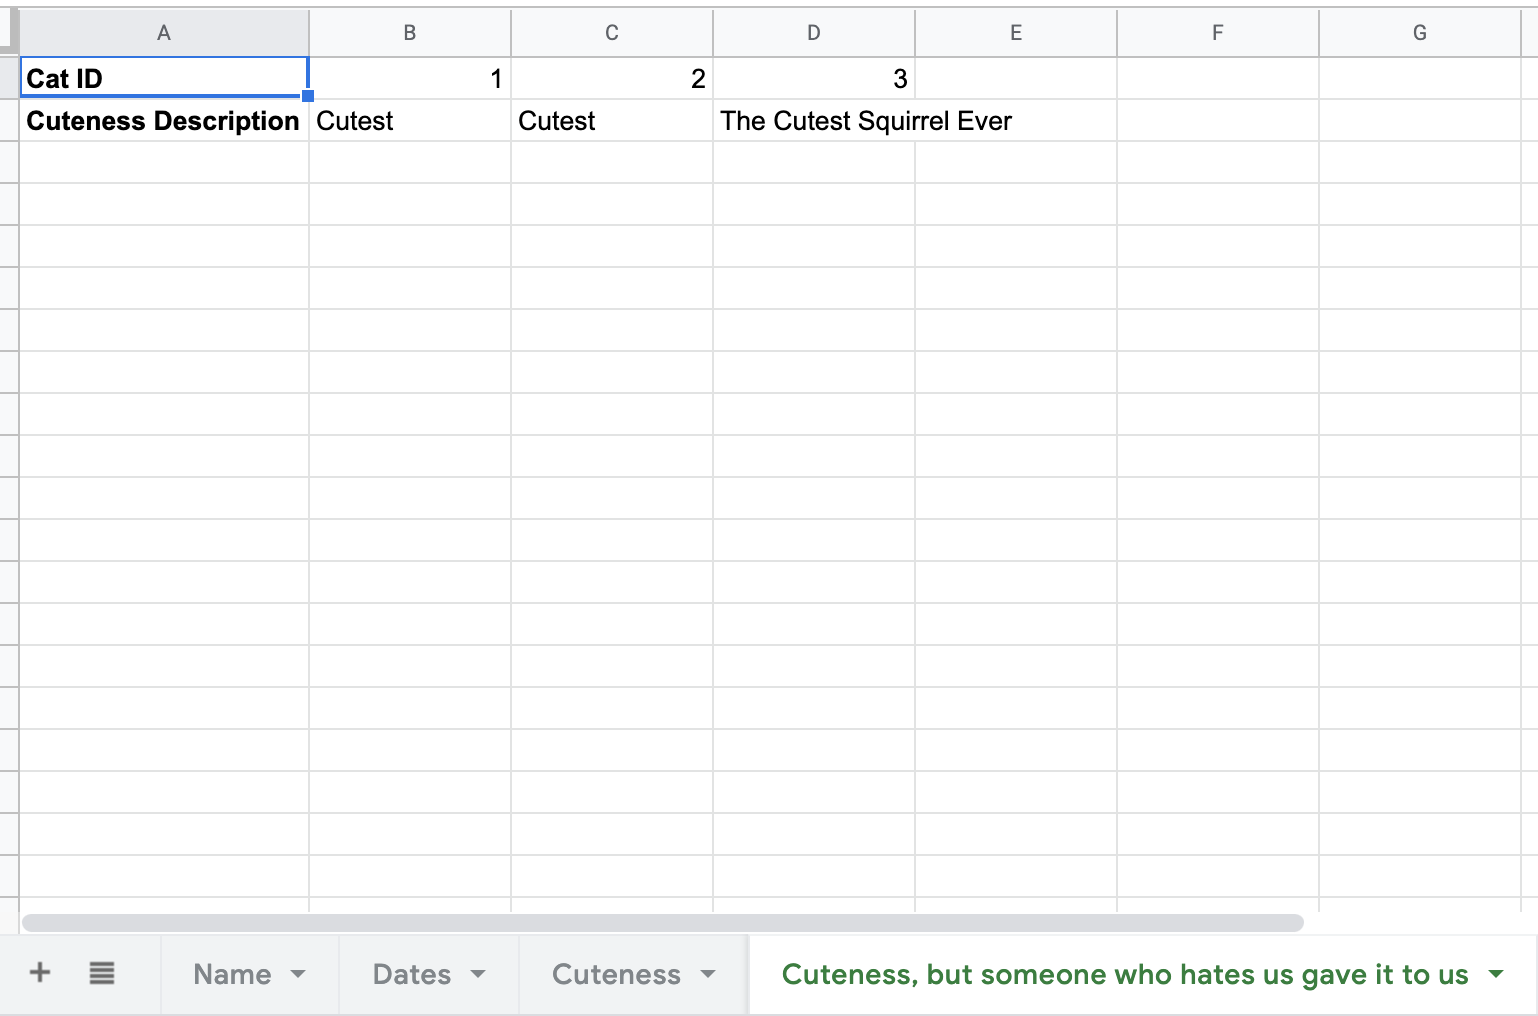 A B C D E F G
Cat ID 1 2 3
Cuteness Description Cutest Cutest The Cutest Squirrel Ever
Name Dates Cuteness Cuteness, but someone who hates us gave it to us